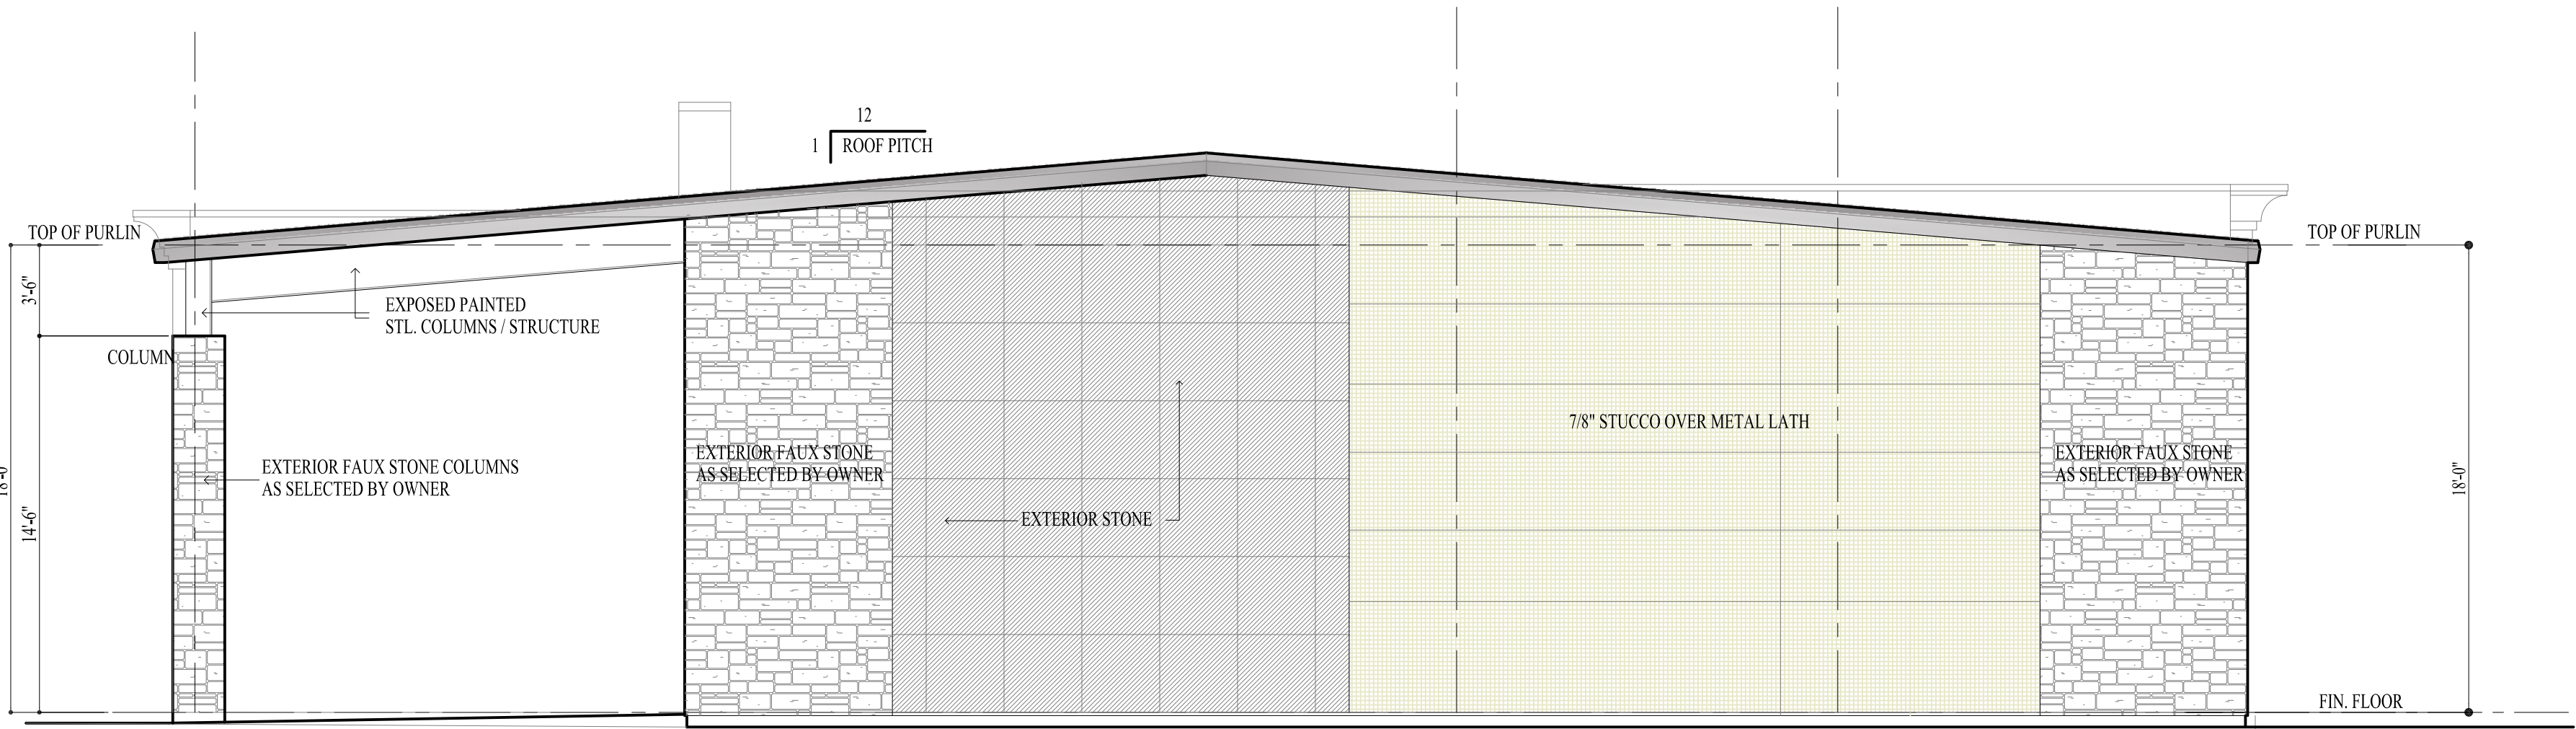 12
1 ROOF PITCH
TOP OF PURLIN
TOP OF PURLIN
3'-6"
EXPOSED PAINTED
STL. COLUMNS / STRUCTURE
COLUMN
7/8" STUCCO OVER METAL LATH
EXTERIOR FAUX STONE COLUMNS
AS SELECTED BY OWNER
EXTERIOR FAUX STONE
AS SELECTED BY OWNER
EXTERIOR FAUX STONE
AS SELECTED BY OWNER
18'-0
18'-0"
14'-6"
EXTERIOR STONE
FIN. FLOOR